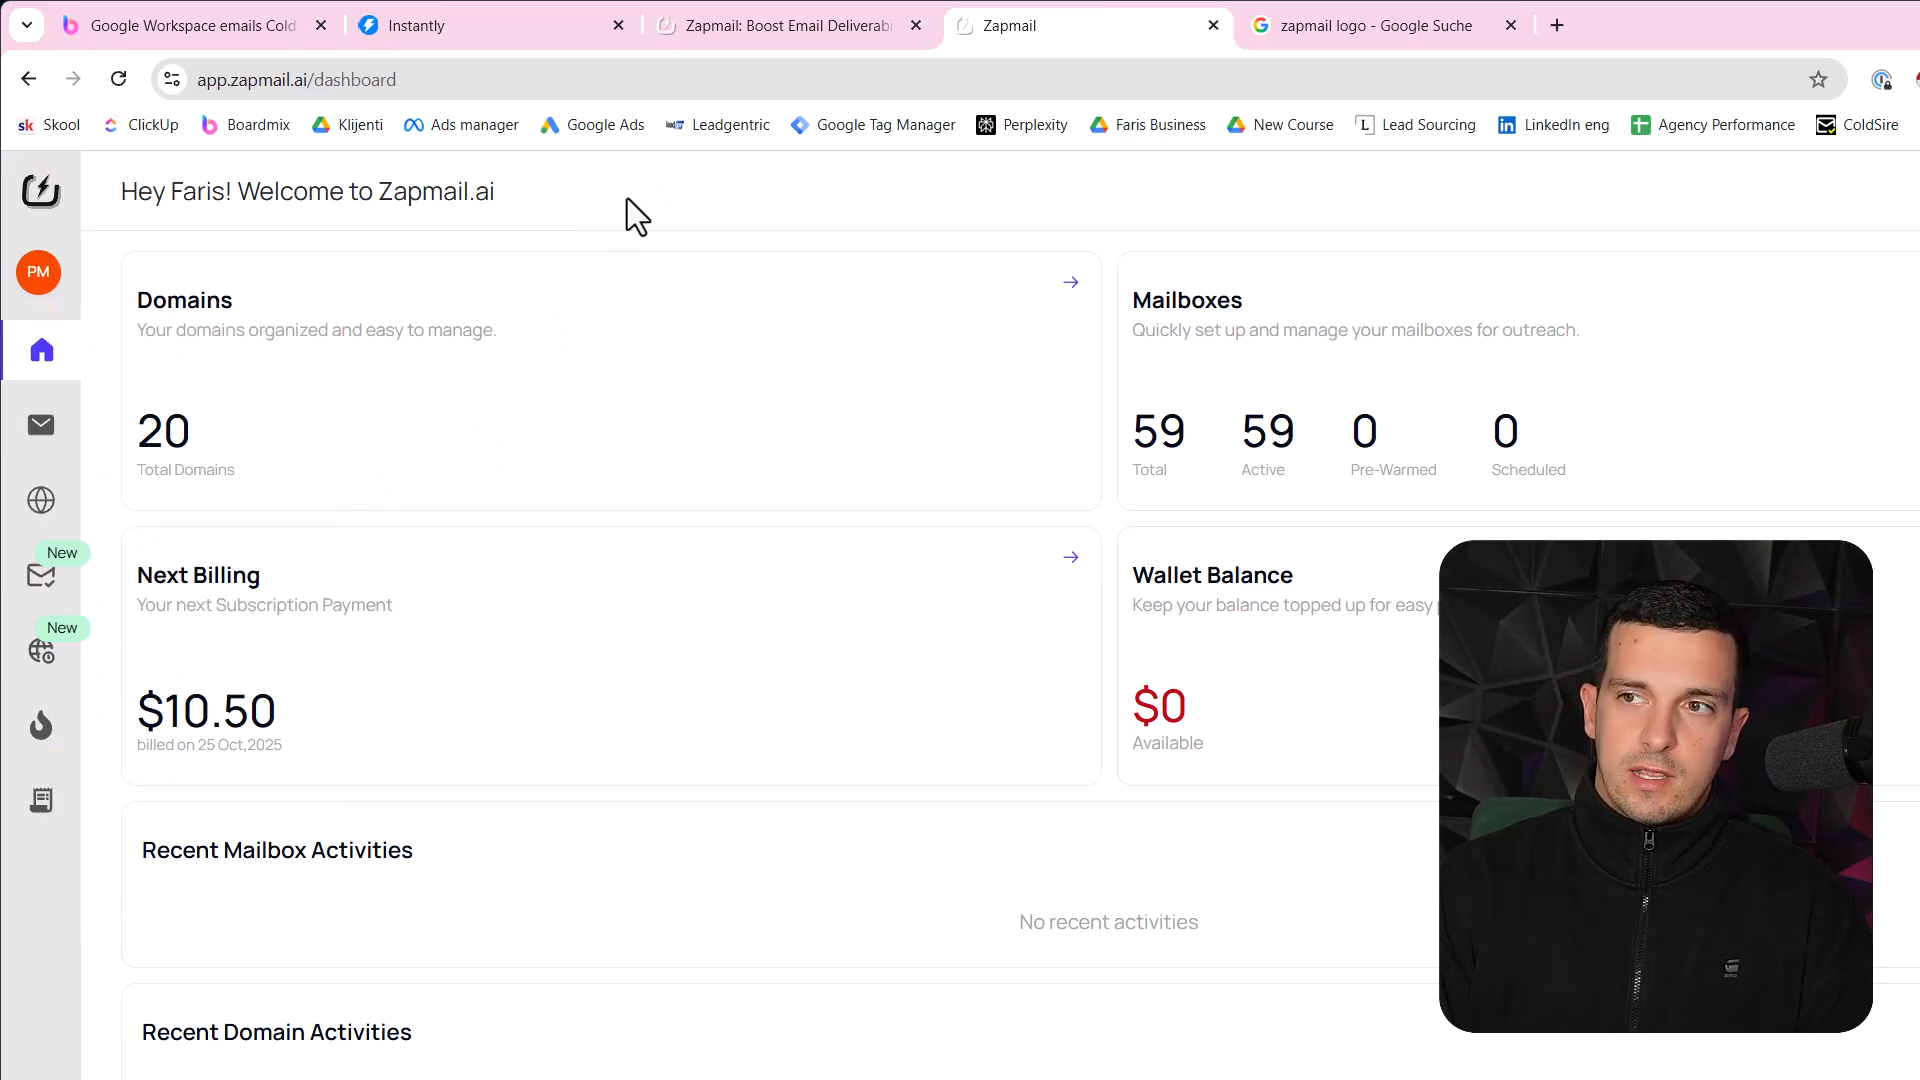 Google Workspace emails Cold
Instantly
Zapmail: Boost Email Deliverabi
Zapmail
zapmail logo - Google Suche
app.zapmail.ai/dashboard
sk Skool
ClickUp
Boardmix
Klijenti
Ads manager
Google Ads
Leadgentric
Google Tag Manager
Perplexity
Faris Business
New Course
L Lead Sourcing
LinkedIn eng
Agency Performance
ColdSire
Hey Faris! Welcome to Zapmail.ai
PM
Domains
Your domains organized and easy to manage.
20
Total Domains
Mailboxes
Quickly set up and manage your mailboxes for outreach.
59 59 0 0
Total Active Pre-Warmed Scheduled
New
New
Next Billing
Your next Subscription Payment
$10.50
billed on 25 Oct,2025
Wallet Balance
Keep your balance topped up for easy
$0
Available
Recent Mailbox Activities
No recent activities
Recent Domain Activities